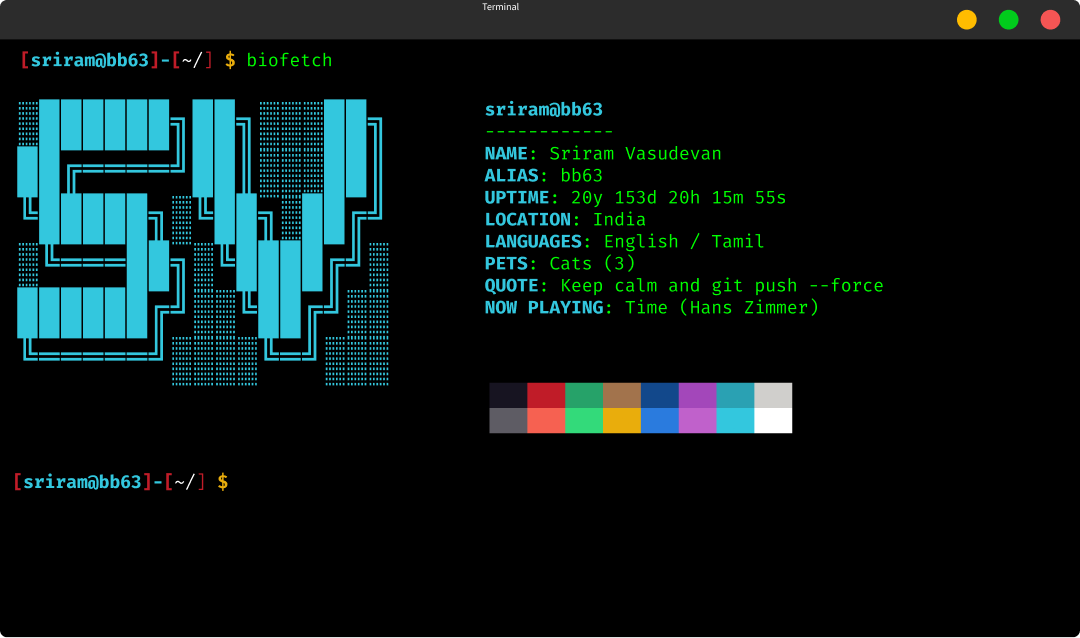 Terminal
[sriram@bb63]-[~/] $ biofetch
SV
sriram@bb63
------------
NAME: Sriram Vasudevan
ALIAS: bb63
UPTIME: 20y 153d 20h 15m 55s
LOCATION: India
LANGUAGES: English / Tamil
PETS: Cats (3)
QUOTE: Keep calm and git push --force
NOW PLAYING: Time (Hans Zimmer)
[sriram@bb63]-[~/] $